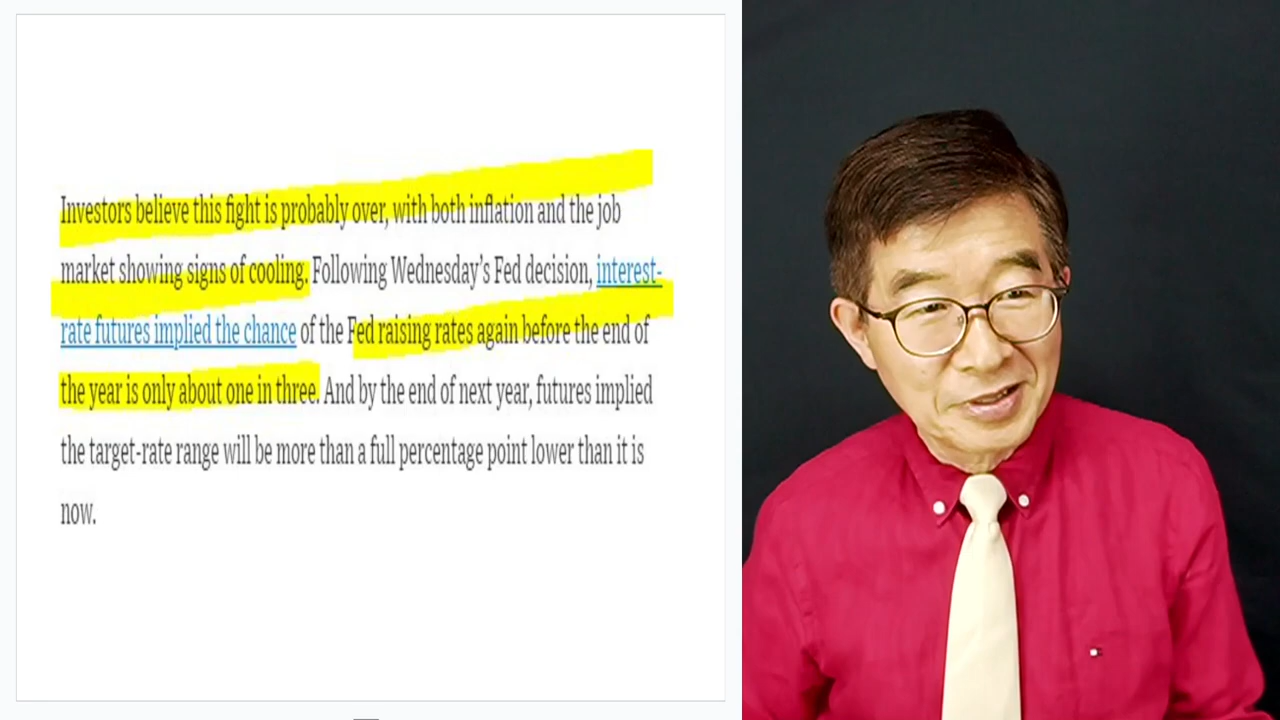 Investors believe this fight is probably over, with both inflation and the job
market showing signs of cooling. Following Wednesday’s Fed decision, interest-
rate futures implied the chance of the Fed raising rates again before the end of
the year is only about one in three. And by the end of next year, futures implied
the target-rate range will be more than a full percentage point lower than it is
now.